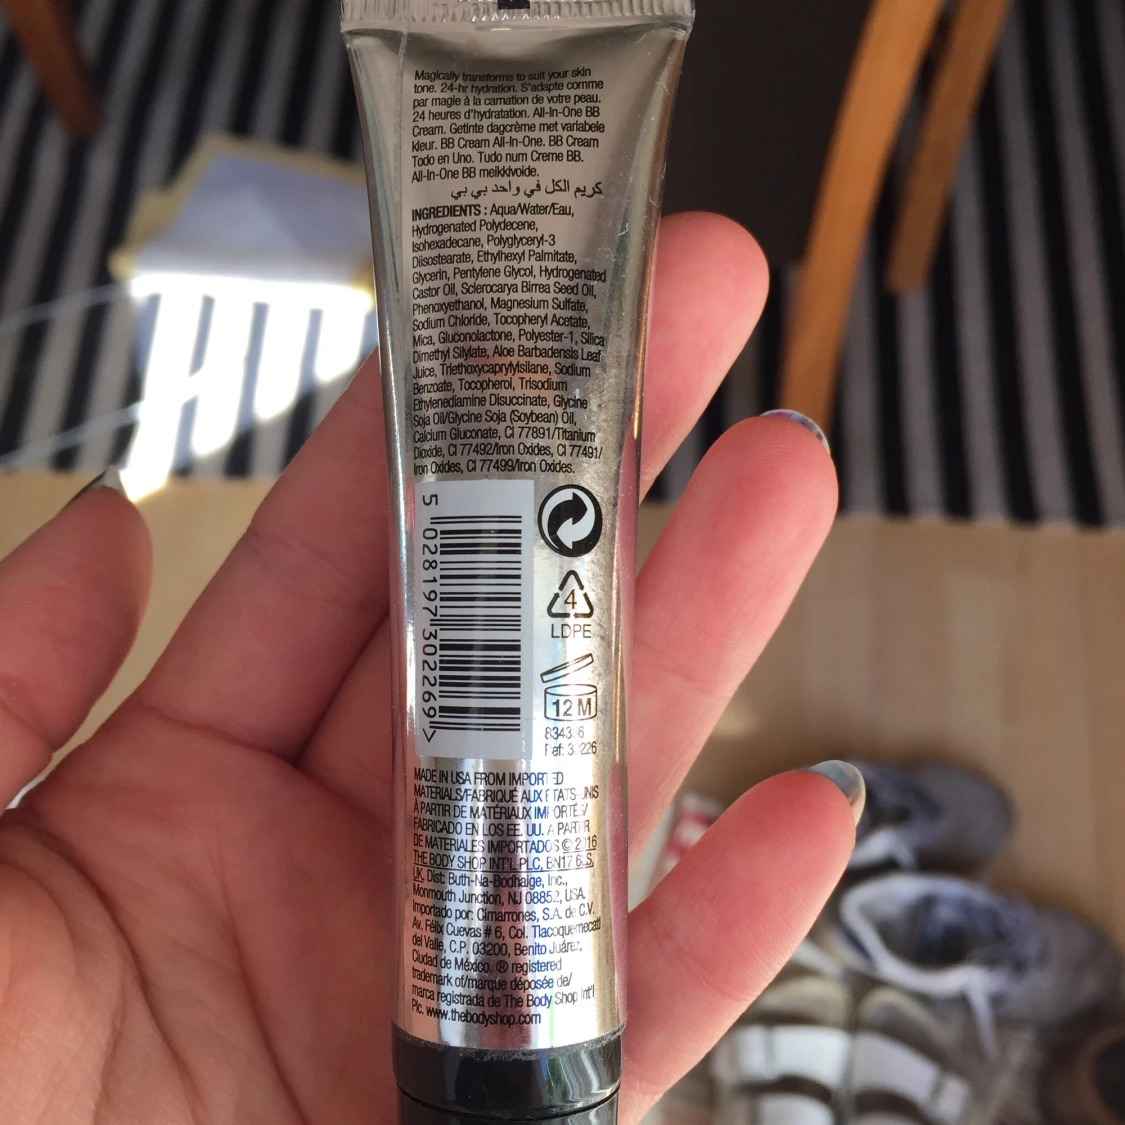 Magically transforms to suit your skin
tone. 24-hr hydration. S'adapte comme
par magie à la carnation de votre peau.
24 heures d'hydratation. All-In-One BB
Cream. Getinte dagcrème met variabele
kleur. BB Cream All-In-One. BB Cream
Todo en Uno. Tudo num Creme BB.
All-In-One BB meikkivoide.
كريم الكل في واحد بي بي
INGREDIENTS : Aqua/Water/Eau,
Hydrogenated Polydecene,
Isohexadecane, Polyglyceryl-3
Diisostearate, Ethylhexyl Palmitate,
Glycerin, Pentylene Glycol, Hydrogenated
Castor Oil, Sclerocarya Birrea Seed Oil,
Phenoxyethanol, Magnesium Sulfate,
Sodium Chloride, Tocopheryl Acetate,
Mica, Gluconolactone, Polyester-1, Silica
Dimethyl Silylate, Aloe Barbadensis Leaf
Juice, Triethoxycaprylylsilane, Sodium
Benzoate, Tocopherol, Trisodium
Ethylenediamine Disuccinate, Glycine
Soja Oil/Glycine Soja (Soybean) Oil,
Calcium Gluconate, CI 77891/Titanium
Dioxide, CI 77492/Iron Oxides, CI 77491/
Iron Oxides, CI 77499/Iron Oxides.
5 028197 302269 >
4
LDPE
12 M
Ref:
MADE IN USA FROM IMPORTED
MATERIALS/FABRIQUÉ AUX ETATS-UNIS
À PARTIR DE MATÉRIAUX IMPORTÉS/
FABRICADO EN LOS EE. UU. A PARTIR
DE MATERIALES IMPORTADOS © 2016
THE BODY SHOP INT'L PLC, BN17 6LS,
UK, Dist: Buth-Na-Bodhaige, Inc.,
Monmouth Junction, NJ 08852, USA.
Importado por: Cimarrones, S.A. de C.V.
Av. Félix Cuevas # 6, Col. Tlacoquemecatl
del Valle, C.P. 03200, Benito Juárez,
Ciudad de México. ® registered
trademark of/marque déposée de/
marca registrada de The Body Shop Int'l
Plc. www.thebodyshop.com